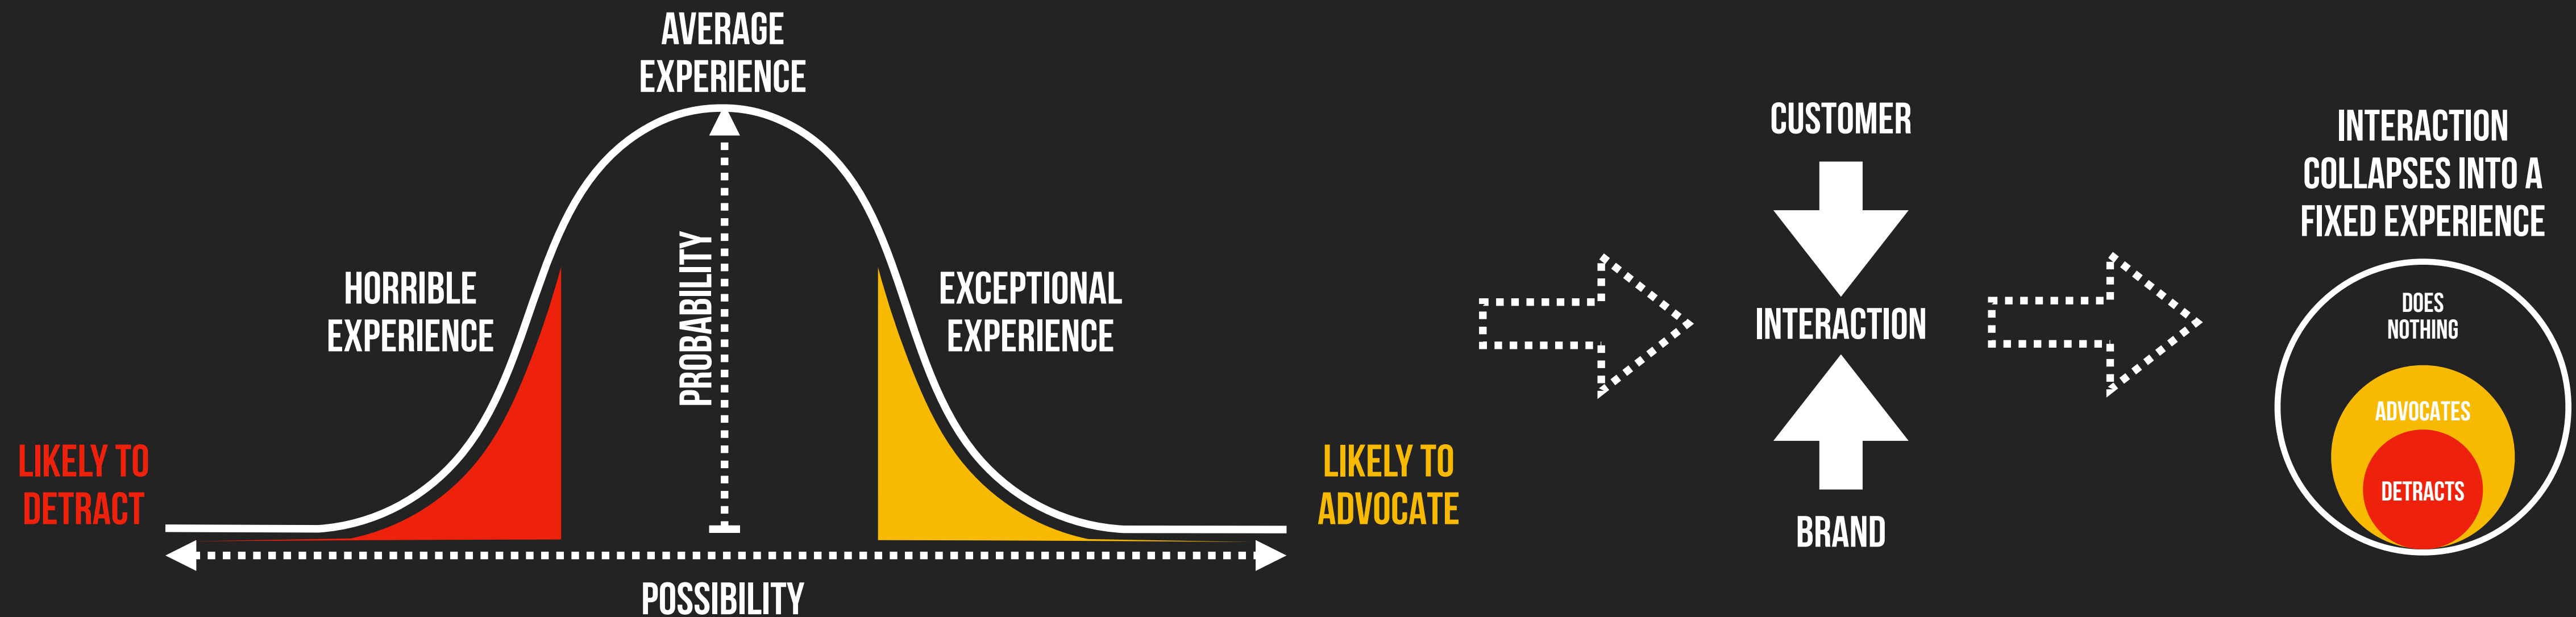 AVERAGE
EXPERIENCE
HORRIBLE
EXPERIENCE
PROBABILITY
EXCEPTIONAL
EXPERIENCE
LIKELY TO
DETRACT
LIKELY TO
ADVOCATE
POSSIBILITY
CUSTOMER
INTERACTION
BRAND
INTERACTION
COLLAPSES INTO A
FIXED EXPERIENCE
DOES
NOTHING
ADVOCATES
DETRACTS